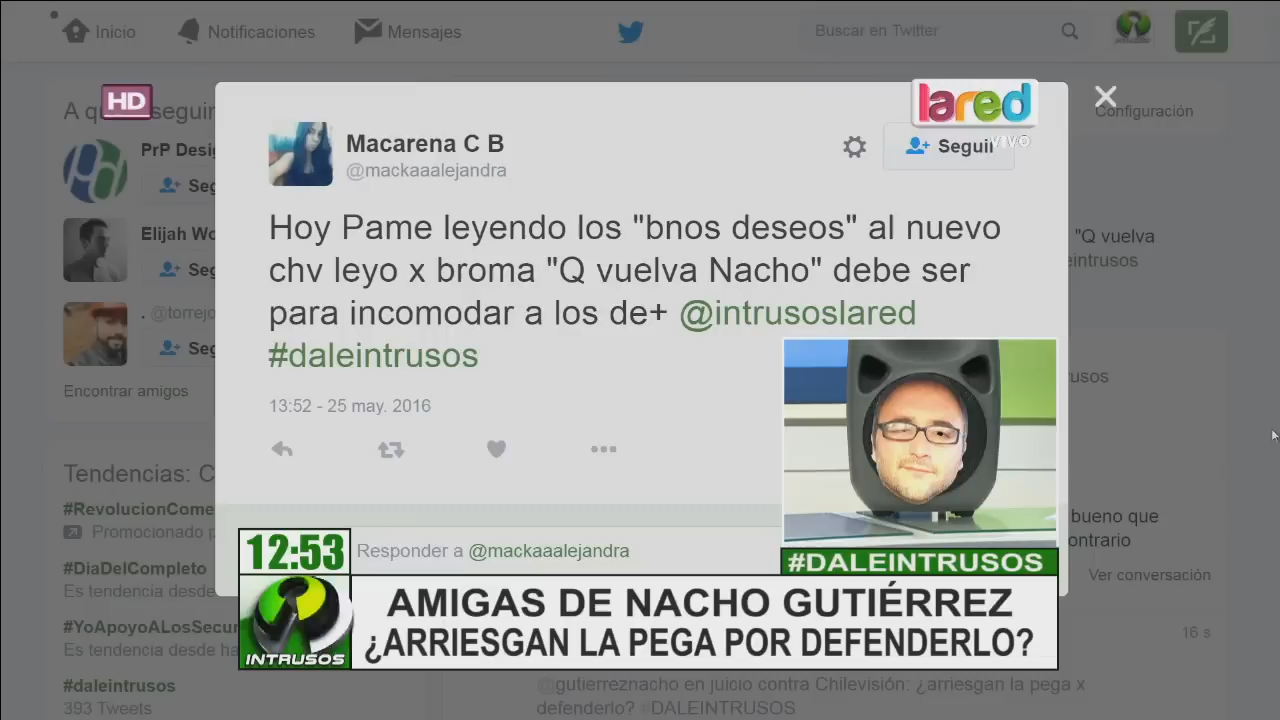 Inicio
Notificaciones
Mensajes
Buscar en Twitter
HD
A
seguir
PrP Desig
Seg
Elijah Wo
Seg
. @torrejo
Seg
Encontrar amigos
Tendencias: C
#RevolucionCome
Promocionado p
#DiaDelCompleto
Es tendencia desde
#YoApoyoALosSecur
Es tendencia desde ha
#daleintrusos
393 Tweets
lared
VIVO
Configuración
Macarena C B
@mackaaalejandra
Seguir
Hoy Pame leyendo los "bnos deseos" al nuevo
chv leyo x broma "Q vuelva Nacho" debe ser
para incomodar a los de+ @intrusoslared
#daleintrusos
13:52 - 25 may. 2016
Responder a @mackaaalejandra
"Q vuelva
eintrusos
usos
bueno que
ontrario
Ver conversación
16 s
#DALEINTRUSOS
12:53
INTRUSOS
AMIGAS DE NACHO GUTIÉRREZ
¿ARRIESGAN LA PEGA POR DEFENDERLO?
@gutierreznacho en juicio contra Chilevisión: ¿arriesgan la pega x
defenderlo? #DALEINTRUSOS